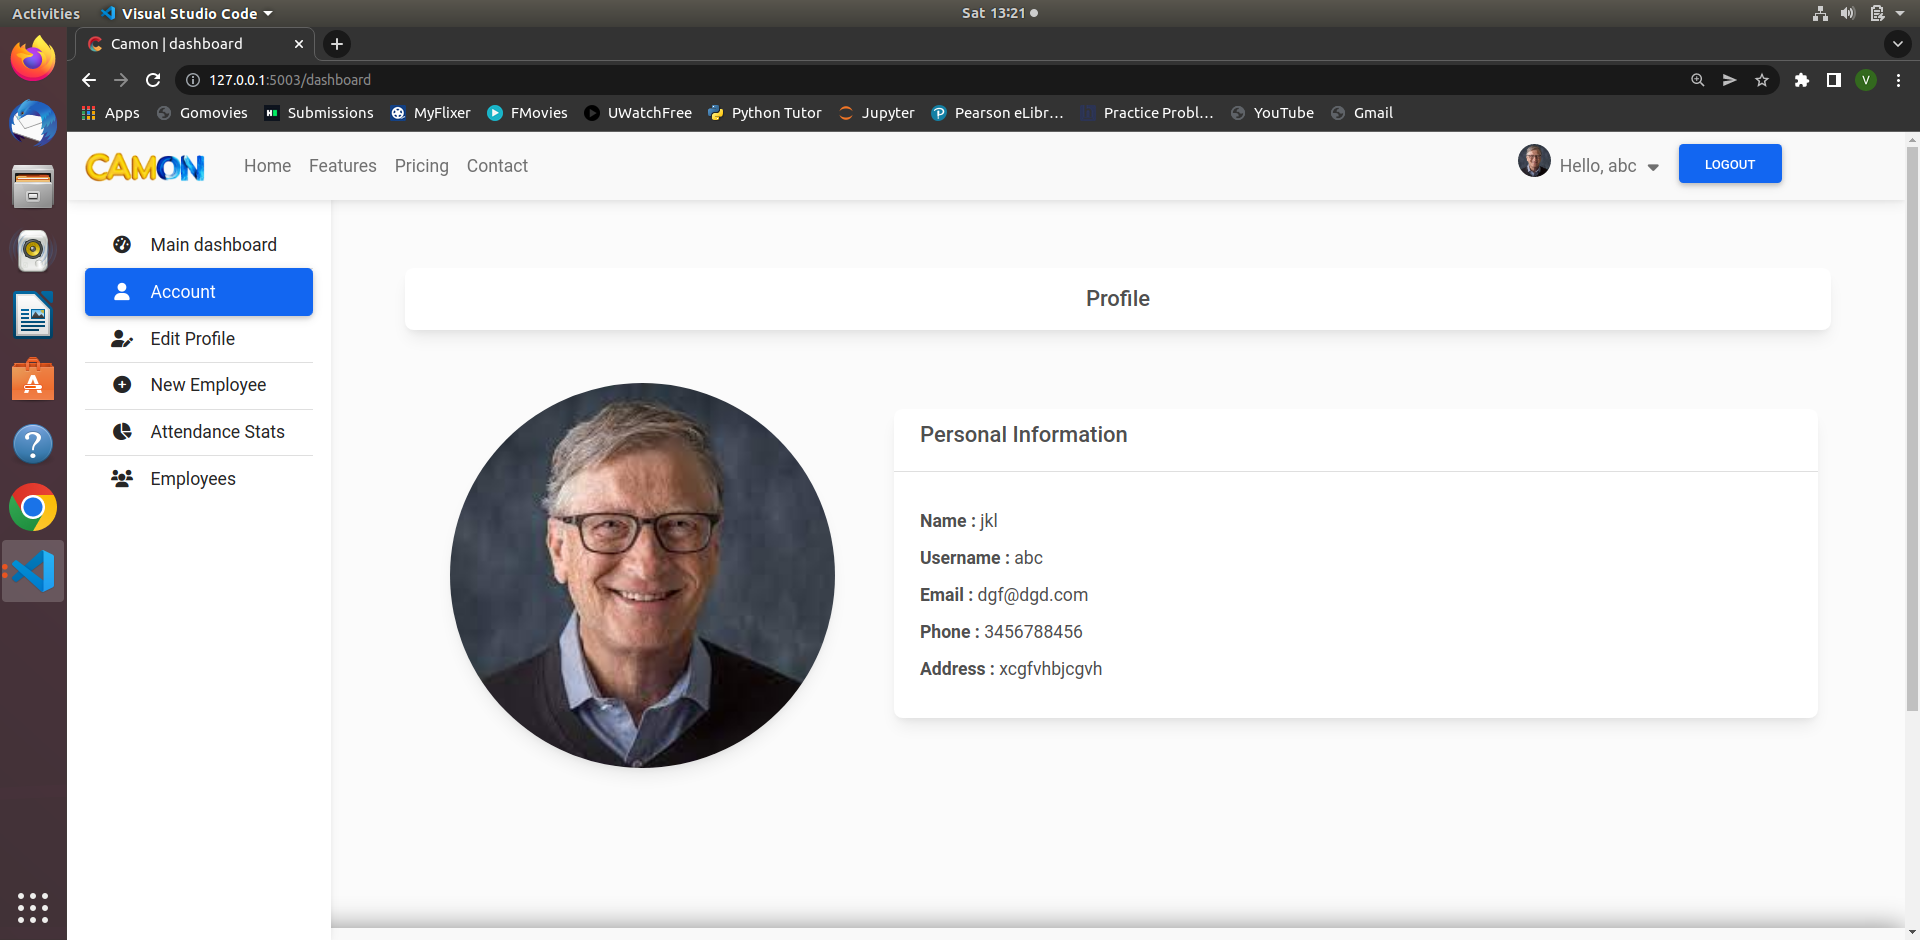 Activities Visual Studio Code Sat 13:21
Camon | dashboard
127.0.0.1:5003/dashboard
Apps Gomovies Submissions MyFlixer FMovies UWatchFree Python Tutor Jupyter Pearson eLibr... Practice Probl... YouTube Gmail
CAMON Home Features Pricing Contact Hello, abc LOGOUT
Main dashboard
Account
Edit Profile
New Employee
Attendance Stats
Employees
Profile
Personal Information
Name : jkl
Username : abc
Email : dgf@dgd.com
Phone : 3456788456
Address : xcgfvhbjcgvh